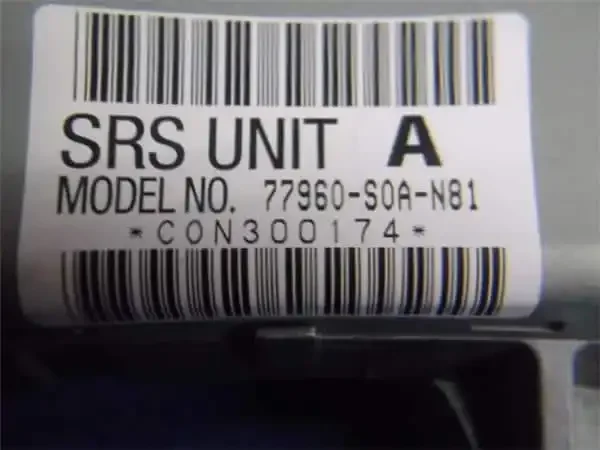 SRS UNIT A
MODEL NO. 77960-S0A-N81
*CON300174*